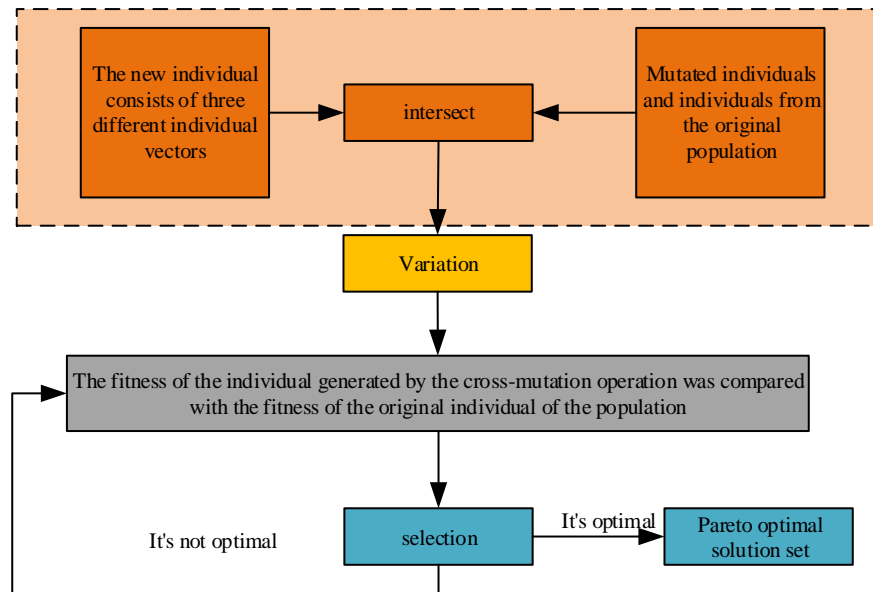 The new individual
consists of three
different individual
vectors
intersect
Mutated individuals
and individuals from
the original
population
Variation
The fitness of the individual generated by the cross-mutation operation was compared
with the fitness of the original individual of the population
It's not optimal
selection
It's optimal
Pareto optimal
solution set